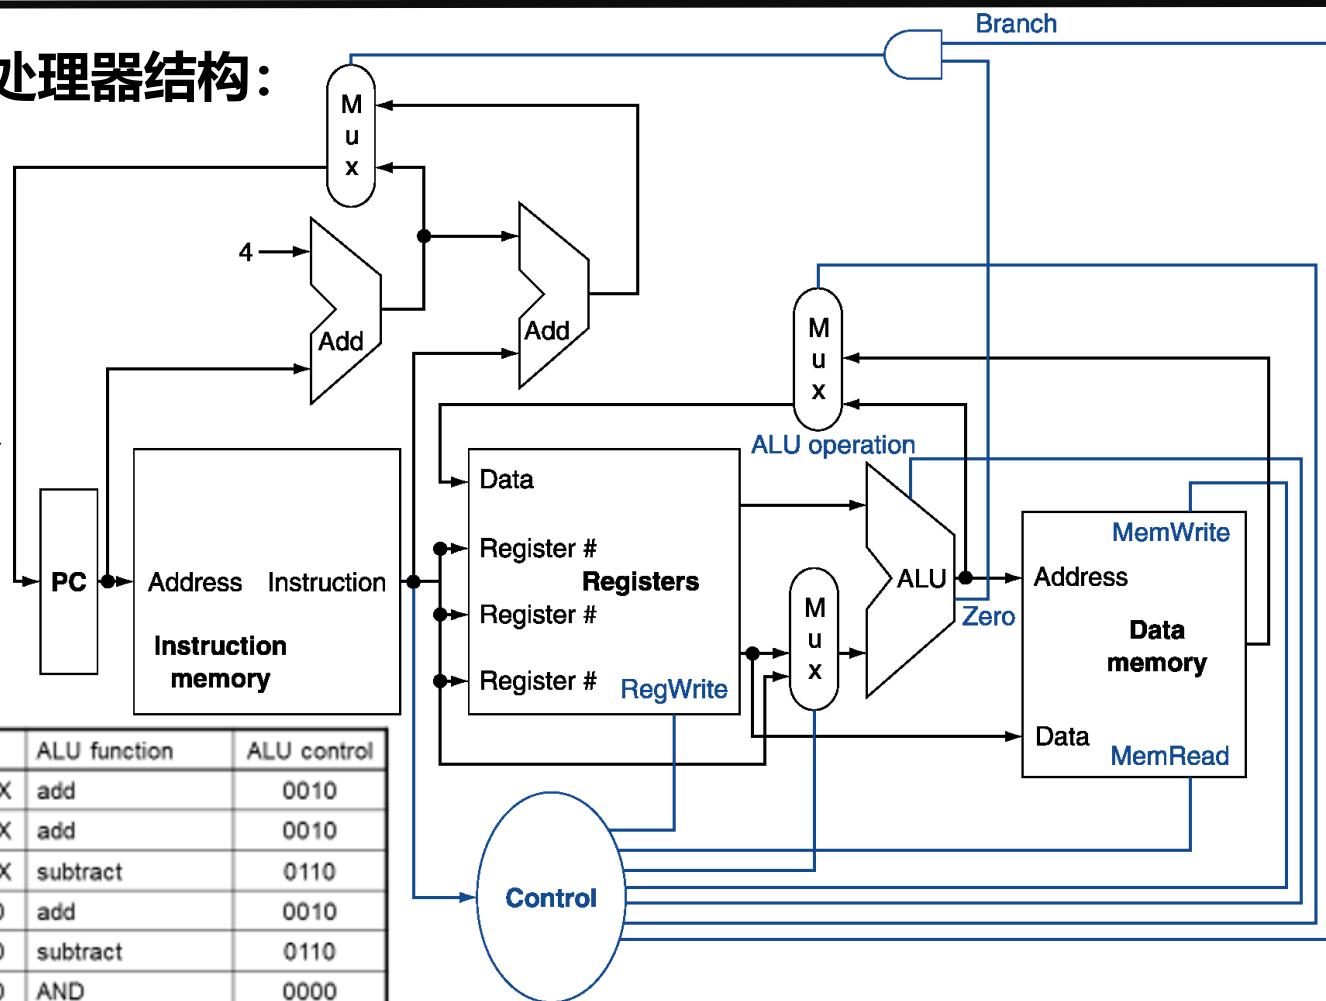 Branch
处理器结构：
M
u
x
4
Add
Add
M
u
x
ALU operation
Data
Register #
Registers
Register #
Register #
RegWrite
PC
Address
Instruction
Instruction
memory
M
u
x
ALU
Zero
MemWrite
Address
Data
memory
Data
MemRead
Control
ALU function ALU control
X add 0010
X add 0010
X subtract 0110
add 0010
subtract 0110
AND 0000